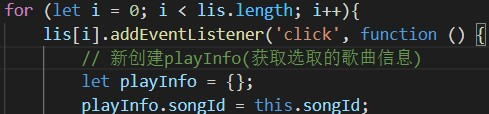 for (let i = 0; i < lis.length; i++){
lis[i].addEventListener('click', function () {
// 新创建playInfo(获取选取的歌曲信息)
let playInfo = {};
playInfo.songId = this.songId;